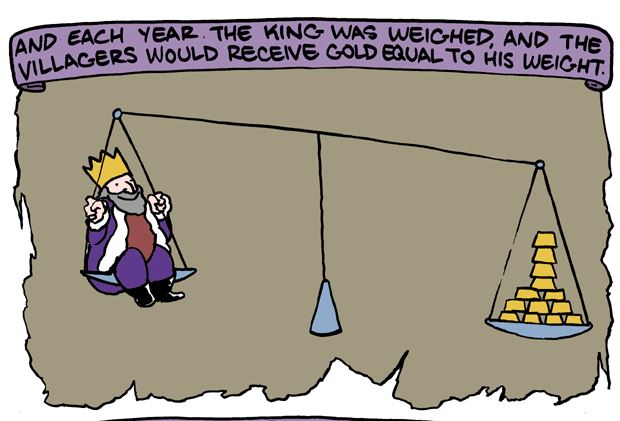 AND EACH YEAR. THE KING WAS WEIGHED, AND THE
VILLAGERS WOULD RECEIVE GOLD EQUAL TO HIS WEIGHT.